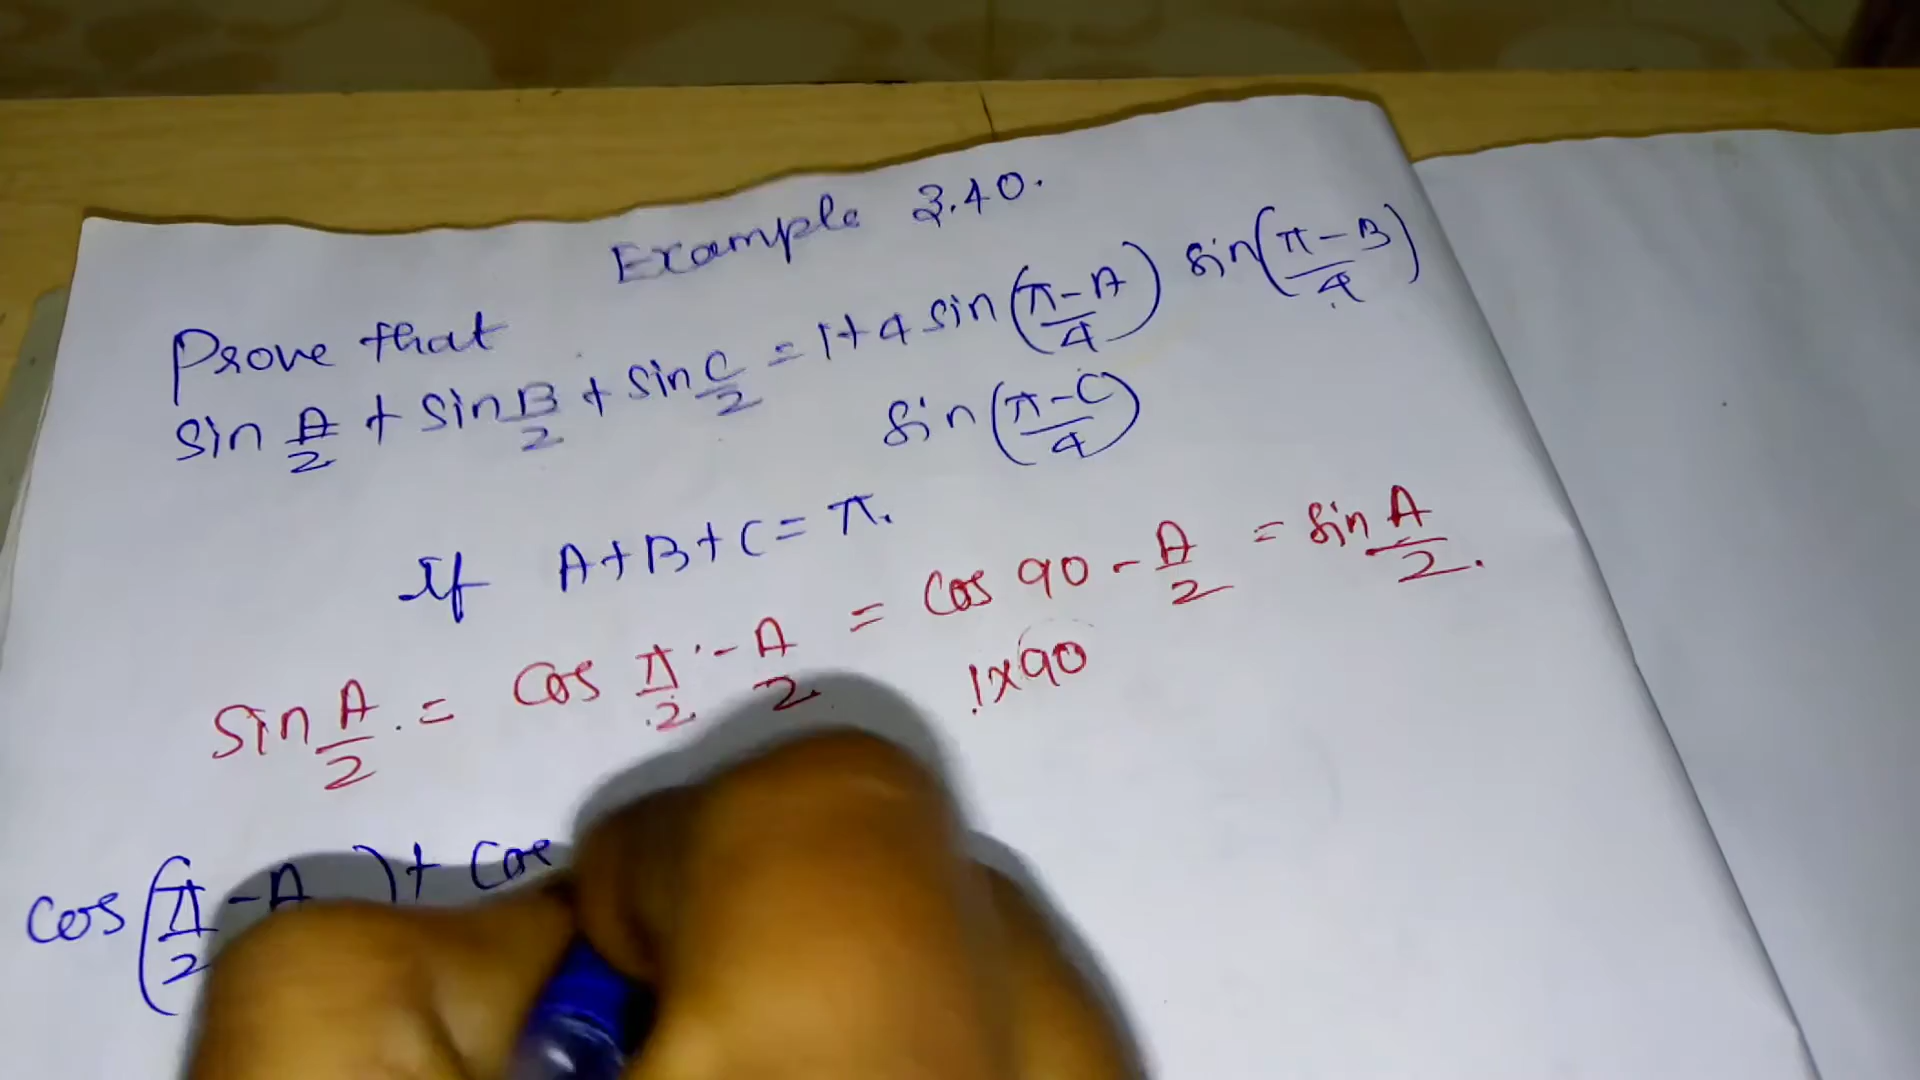 Example 3.40.
Prove that
sin A/2 + sin B/2 + sin C/2 = 1+4 sin (π-A/4) sin (π-B/4)
sin (π-C/4)
If A+B+C = π.
sin A/2 . = cos π/2 - A/2 = cos 90 - A/2 = sin A/2.
1x90
cos (π/2 - A ) + cos